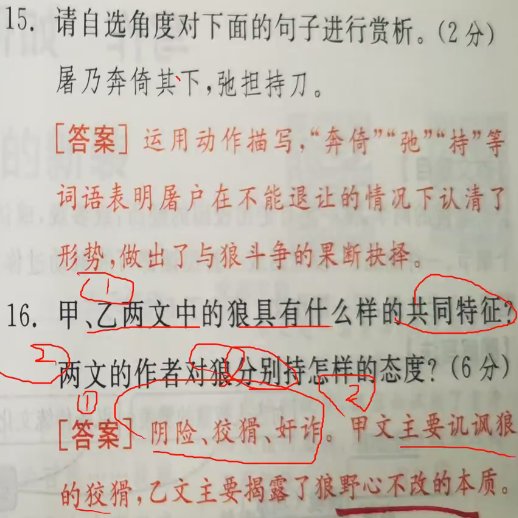 15. 请自选角度对下面的句子进行赏析。(2分)
屠乃奔倚其下,弛担持刀。
[答案] 运用动作描写,“奔倚”“弛”“持”等
词语表明屠户在不能退让的情况下认清了
形势,做出了与狼斗争的果断抉择。
①
16. 甲、乙两文中的狼具有什么样的共同特征?
2
两文的作者对狼分别持怎样的态度?(6分)
① ②
[答案] 阴险、狡猾、奸诈。甲文主要讥讽狼
的狡猾,乙文主要揭露了狼野心不改的本质。